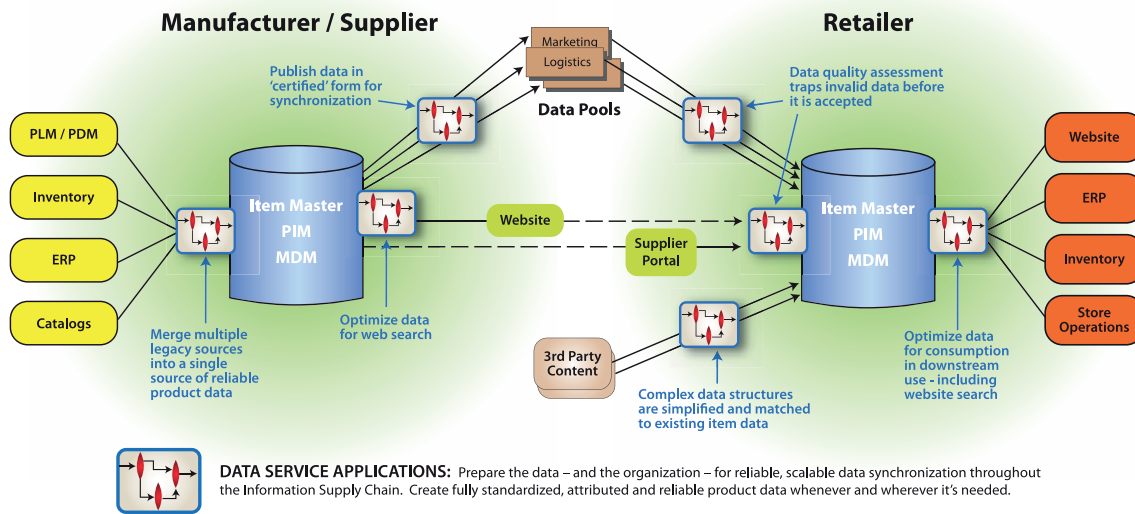 Manufacturer / Supplier
Retailer
Marketing
Logistics
Data Pools
Publish data in
‘certified’ form for
synchronization
Data quality assessment
traps invalid data before
it is accepted
PLM / PDM
Inventory
ERP
Catalogs
Item Master
PIM
MDM
Website
Supplier
Portal
Item Master
PIM
MDM
Website
ERP
Inventory
Store
Operations
Merge multiple
legacy sources
into a single
source of reliable
product data
Optimize data
for web search
3rd Party
Content
Complex data structures
are simplified and matched
to existing item data
Optimize data
for consumption
in downstream
use - including
website search
DATA SERVICE APPLICATIONS: Prepare the data – and the organization – for reliable, scalable data synchronization throughout
the Information Supply Chain. Create fully standardized, attributed and reliable product data whenever and wherever it’s needed.